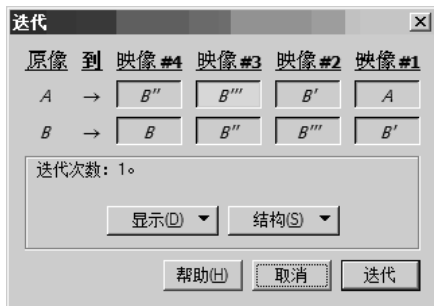 迭代
原像 到 映像 #4 映像 #3 映像 #2 映像 #1
A → B'' B''' B' A
B → B B'' B''' B'
迭代次数: 1。
显示(D) 结构(S)
帮助(H) 取消 迭代